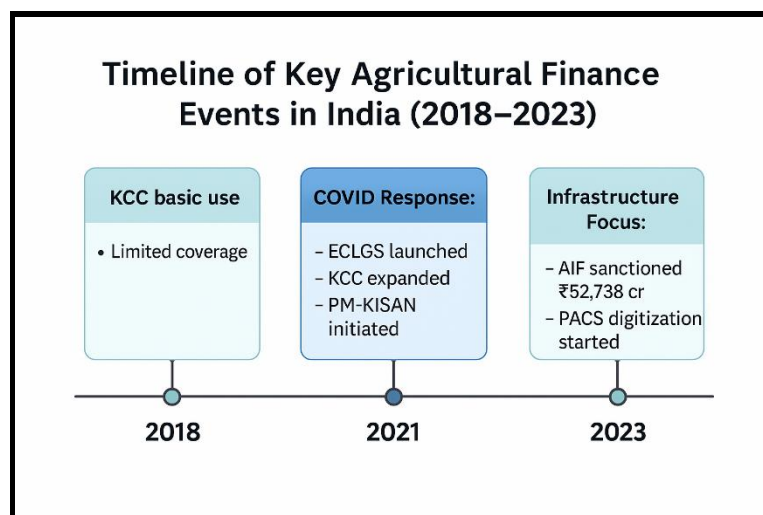 Timeline of Key Agricultural Finance
Events in India (2018–2023)
KCC basic use
• Limited coverage
COVID Response:
– ECLGS launched
– KCC expanded
– PM-KISAN
initiated
Infrastructure
Focus:
– AIF sanctioned
₹52,738 cr
– PACS digitization
started
2018
2021
2023